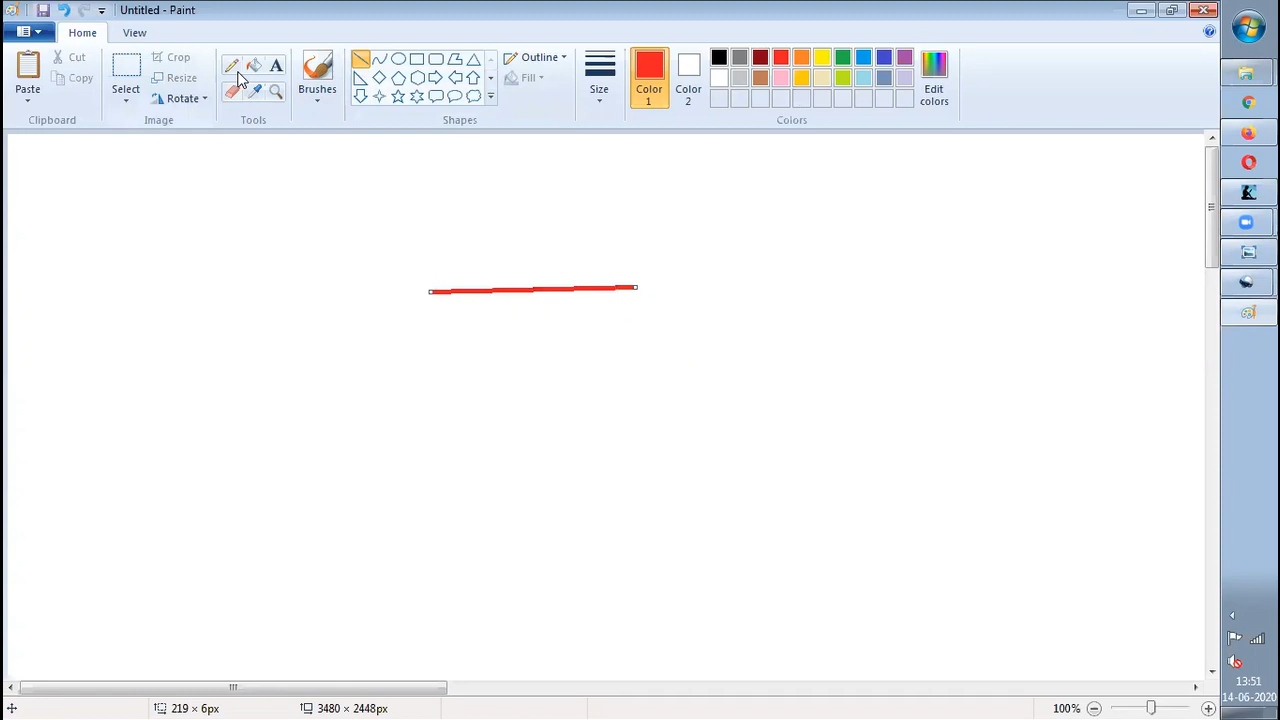 Untitled - Paint
Home View
Paste
Cut
Copy
Clipboard
Select
Crop
Resize
Rotate
Image
A
Tools
Brushes
Outline
Fill
Shapes
Size
Color 1
Color 2
Edit colors
Colors
219 × 6px
3480 × 2448px
100%
13:51
14-06-2020